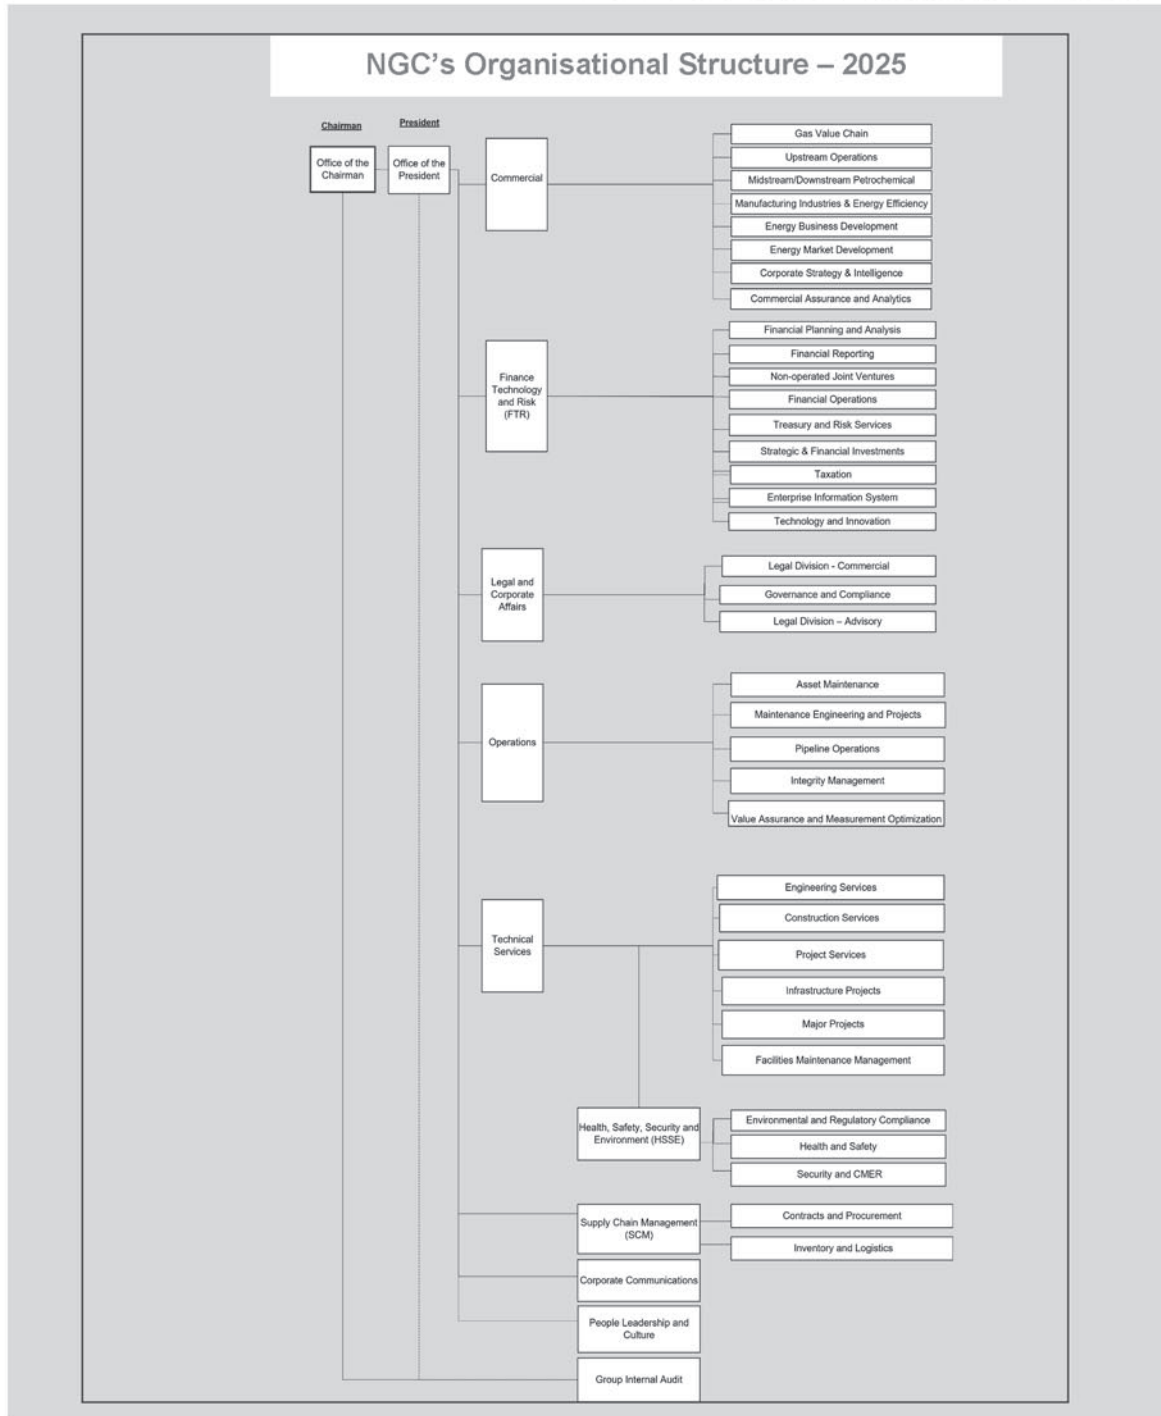 NGC's Organisational Structure – 2025
Chairman
President
Office of the
Chairman
Office of the
President
Commercial
Gas Value Chain
Upstream Operations
Midstream/Downstream Petrochemical
Manufacturing Industries & Energy Efficiency
Energy Business Development
Energy Market Development
Corporate Strategy & Intelligence
Commercial Assurance and Analytics
Finance
Technology
and Risk
(FTR)
Financial Planning and Analysis
Financial Reporting
Non-operated Joint Ventures
Financial Operations
Treasury and Risk Services
Strategic & Financial Investments
Taxation
Enterprise Information System
Technology and Innovation
Legal and
Corporate
Affairs
Legal Division - Commercial
Governance and Compliance
Legal Division – Advisory
Operations
Asset Maintenance
Maintenance Engineering and Projects
Pipeline Operations
Integrity Management
Value Assurance and Measurement Optimization
Technical
Services
Engineering Services
Construction Services
Project Services
Infrastructure Projects
Major Projects
Facilities Maintenance Management
Health, Safety, Security and
Environment (HSSE)
Environmental and Regulatory Compliance
Health and Safety
Security and CMER
Supply Chain Management
(SCM)
Contracts and Procurement
Inventory and Logistics
Corporate Communications
People Leadership and
Culture
Group Internal Audit